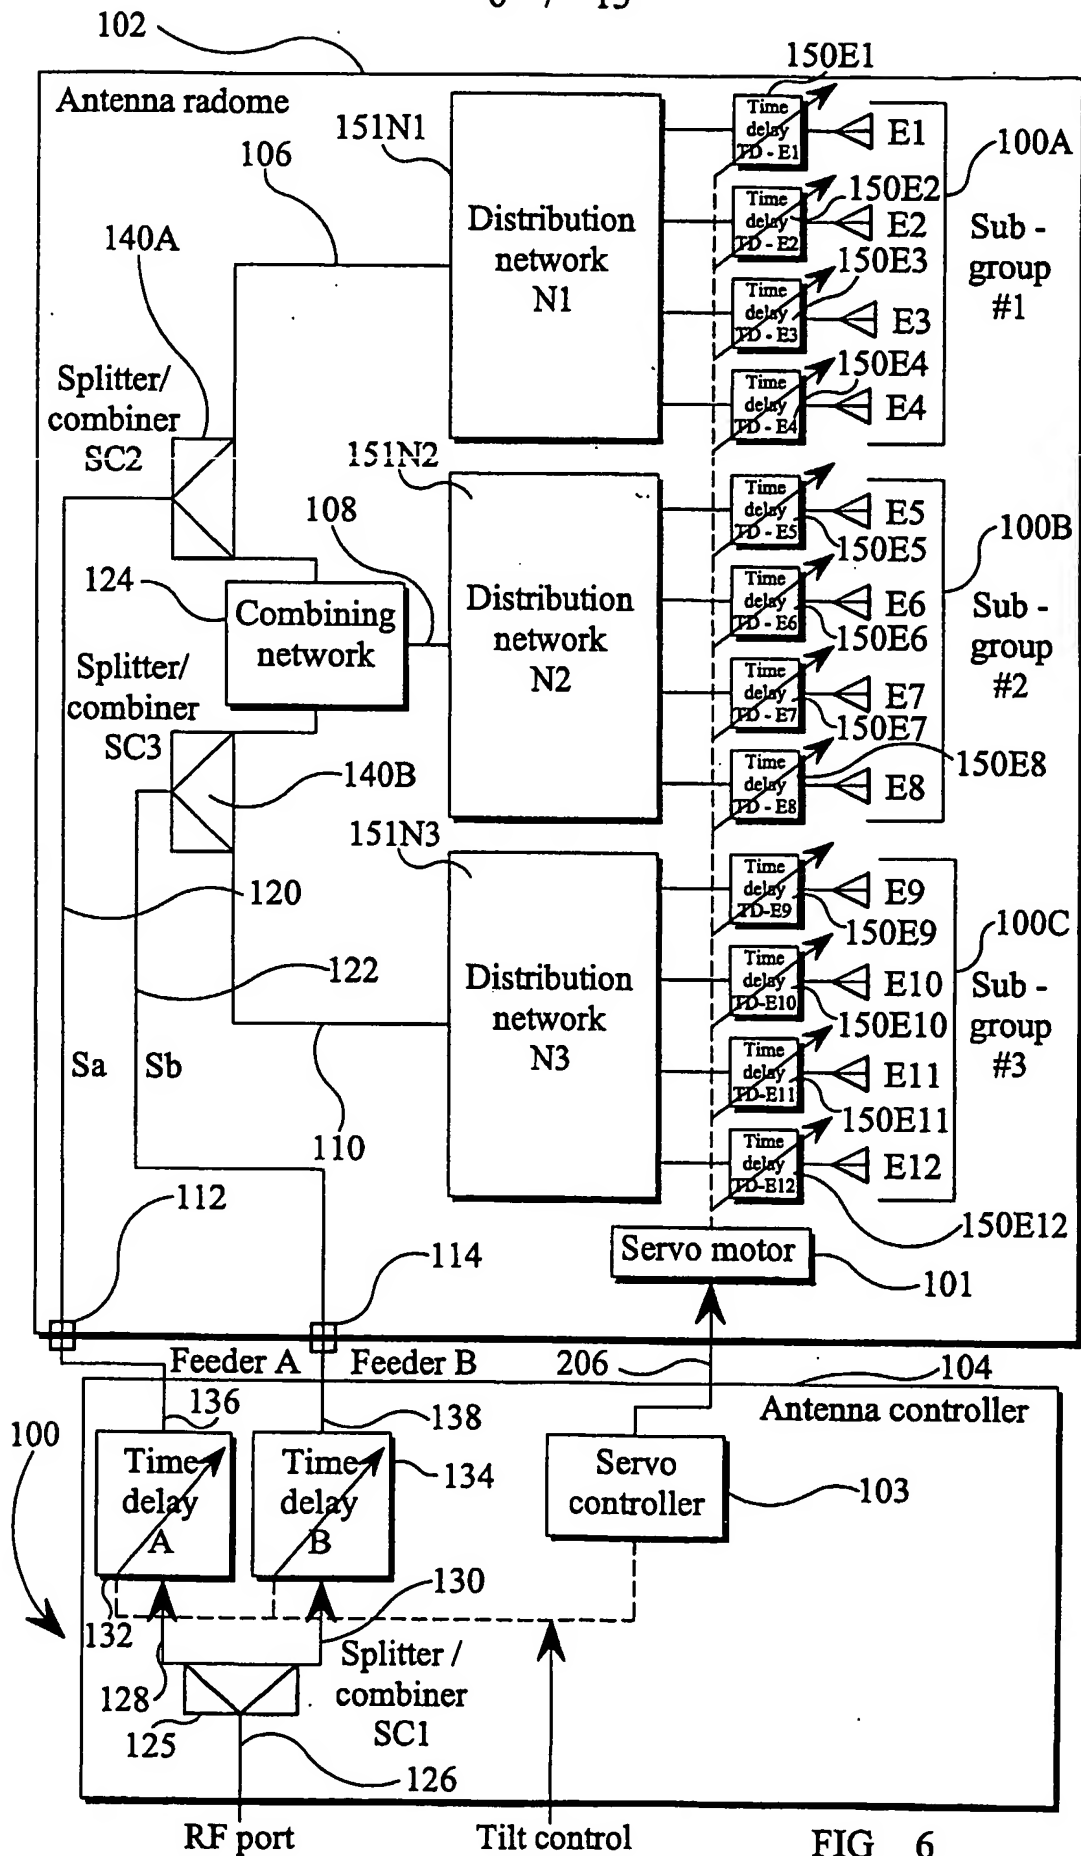 6 / 13
102
Antenna radome
150E1
151N1
106
140A
Distribution
network
N1
Time
delay
TD - E1
E1
100A
Time
delay
TD - E2
150E2
E2
Sub -
group
#1
150E3
Time
delay
TD - E3
E3
150E4
Time
delay
TD - E4
E4
Splitter/
combiner
SC2
151N2
108
124
Combining
network
Distribution
network
N2
Time
delay
TD - E5
E5
150E5
100B
Time
delay
TD - E6
E6
150E6
Sub -
group
#2
Time
delay
TD - E7
E7
150E7
150E8
Time
delay
TD - E8
E8
Splitter/
combiner
SC3
140B
151N3
120
122
Distribution
network
N3
Time
delay
TD-E9
E9
150E9
100C
Time
delay
TD-E10
E10
150E10
Sub -
group
#3
Time
delay
TD-E11
E11
150E11
Time
delay
TD-E12
E12
150E12
Sa
Sb
110
112
114
Servo motor
101
Feeder A
Feeder B
206
104
Antenna controller
136
138
100
Time
delay
A
Time
delay
B
134
Servo
controller
103
132
130
128
125
Splitter /
combiner
SC1
126
RF port
Tilt control
FIG 6